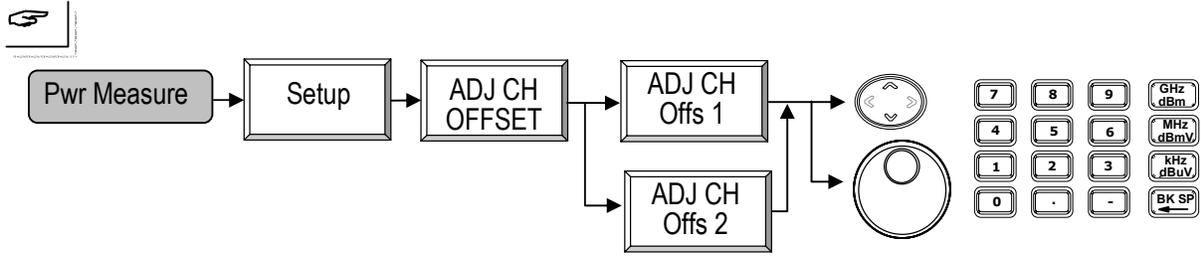 Pwr Measure
Setup
ADJ CH
OFFSET
ADJ CH
Offs 1
ADJ CH
Offs 2
7 8 9 GHz
dBm
4 5 6 MHz
dBmV
1 2 3 kHz
dBuV
0 . - BK SP